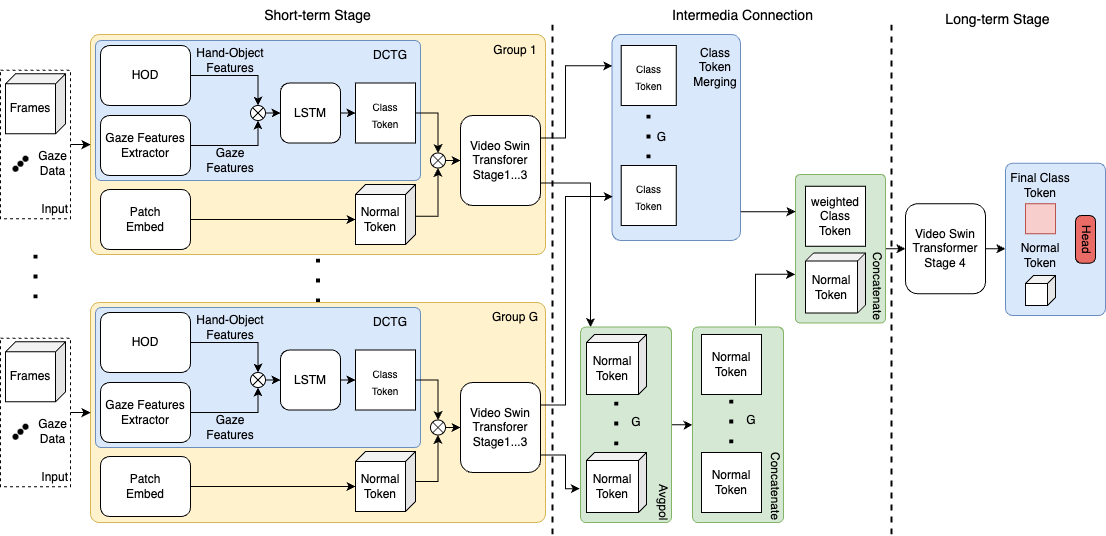 Short-term Stage
Intermedia Connection
Long-term Stage
Frames
Gaze
Data
Input
Group 1
DCTG
HOD
Hand-Object
Features
Gaze Features
Extractor
Gaze
Features
LSTM
Class
Token
Patch
Embed
Normal
Token
Video Swin
Transforer
Stage1...3
Frames
Gaze
Data
Input
Group G
DCTG
HOD
Hand-Object
Features
Gaze Features
Extractor
Gaze
Features
LSTM
Class
Token
Patch
Embed
Normal
Token
Video Swin
Transforer
Stage1...3
Class
Token
Merging
Class
Token
G
Class
Token
Normal
Token
G
Normal
Token
Avgpol
Normal
Token
G
Normal
Token
Concatenate
weighted
Class
Token
Normal
Token
Concatenate
Video Swin
Transformer
Stage 4
Final Class
Token
Normal
Token
Head